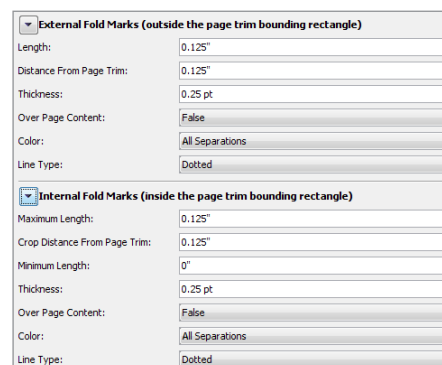 External Fold Marks (outside the page trim bounding rectangle)
Length: 0.125"
Distance From Page Trim: 0.125"
Thickness: 0.25 pt
Over Page Content: False
Color: All Separations
Line Type: Dotted
Internal Fold Marks (inside the page trim bounding rectangle)
Maximum Length: 0.125"
Crop Distance From Page Trim: 0.125"
Minimum Length: 0"
Thickness: 0.25 pt
Over Page Content: False
Color: All Separations
Line Type: Dotted